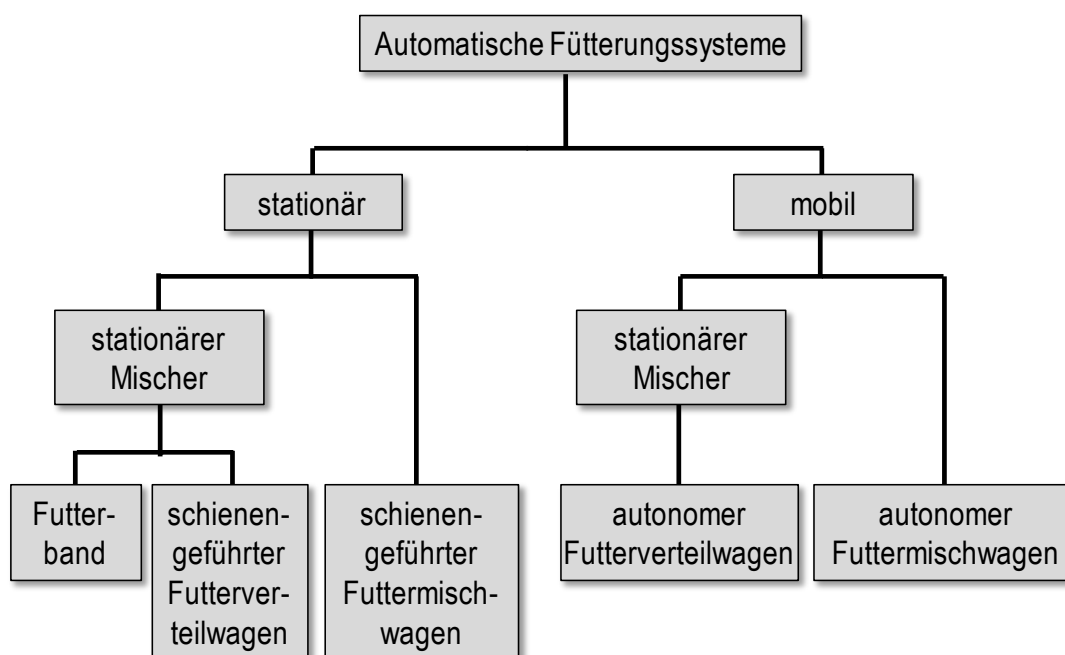 Automatische Fütterungssysteme
stationär
mobil
stationärer
Mischer
stationärer
Mischer
Futter-
band
schienen-
geführter
Futterver-
teilwagen
schienen-
geführter
Futtermisch-
wagen
autonomer
Futterverteilwagen
autonomer
Futtermischwagen